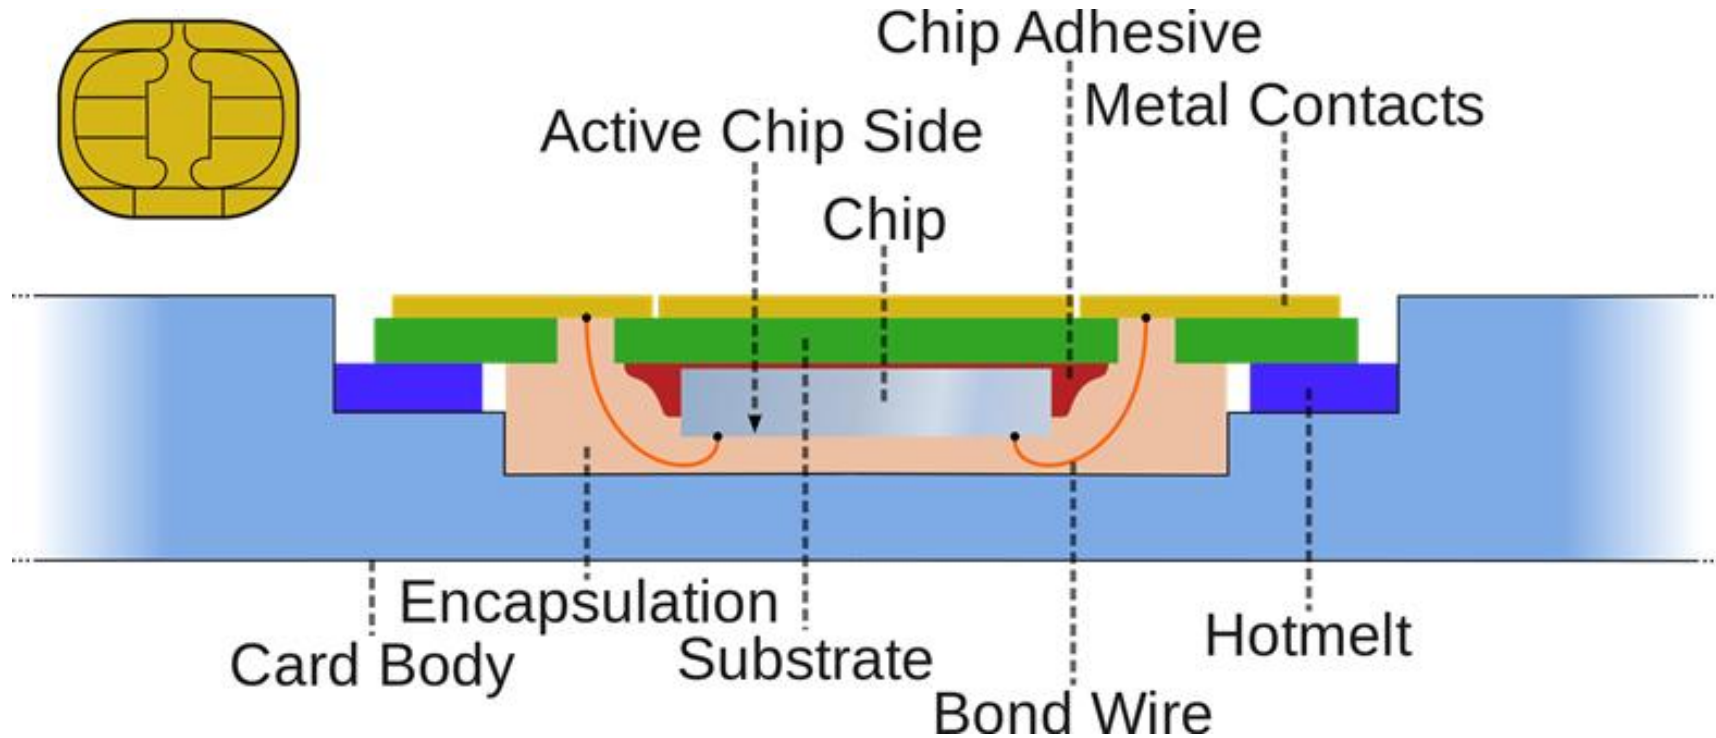 Chip Adhesive
Metal Contacts
Active Chip Side
Chip
Encapsulation
Hotmelt
Card Body
Substrate
Bond Wire